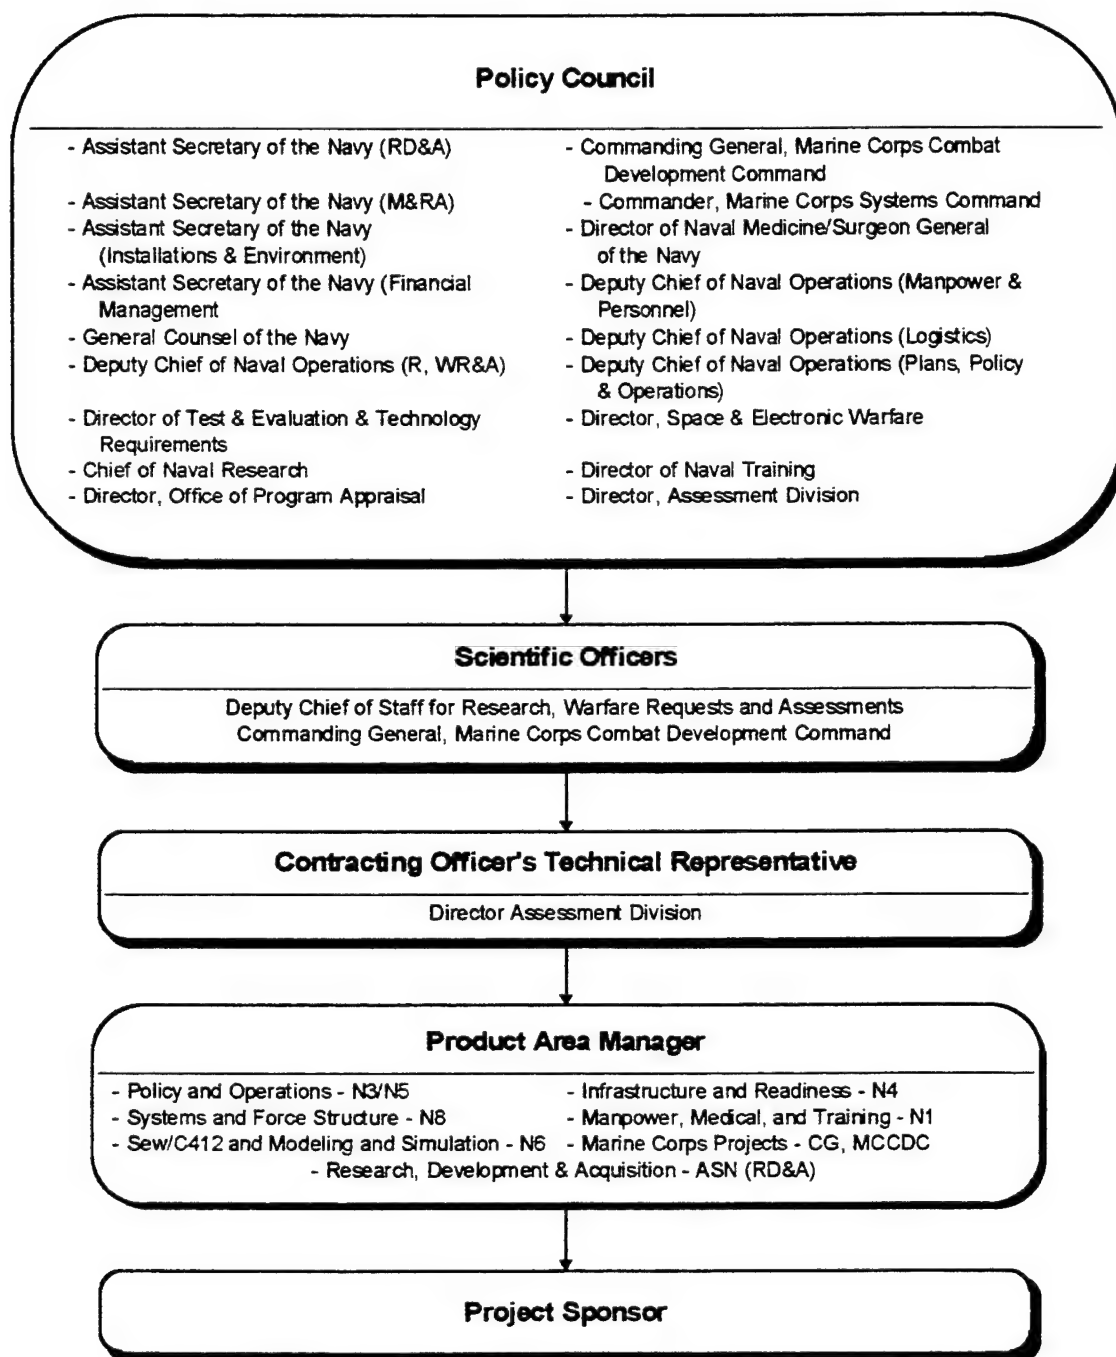 Policy Council
- Assistant Secretary of the Navy (RD&A)
- Assistant Secretary of the Navy (M&RA)
- Assistant Secretary of the Navy
(Installations & Environment)
- Assistant Secretary of the Navy (Financial
Management
- General Counsel of the Navy
- Deputy Chief of Naval Operations (R, WR&A)
- Director of Test & Evaluation & Technology
Requirements
- Chief of Naval Research
- Director, Office of Program Appraisal
- Commanding General, Marine Corps Combat
Development Command
- Commander, Marine Corps Systems Command
- Director of Naval Medicine/Surgeon General
of the Navy
- Deputy Chief of Naval Operations (Manpower &
Personnel)
- Deputy Chief of Naval Operations (Logistics)
- Deputy Chief of Naval Operations (Plans, Policy
& Operations)
- Director, Space & Electronic Warfare
- Director of Naval Training
- Director, Assessment Division
Scientific Officers
Deputy Chief of Staff for Research, Warfare Requests and Assessments
Commanding General, Marine Corps Combat Development Command
Contracting Officer's Technical Representative
Director Assessment Division
Product Area Manager
- Policy and Operations - N3/N5
- Systems and Force Structure - N8
- Sew/C412 and Modeling and Simulation - N6
- Infrastructure and Readiness - N4
- Manpower, Medical, and Training - N1
- Marine Corps Projects - CG, MCCDC
- Research, Development & Acquisition - ASN (RD&A)
Project Sponsor